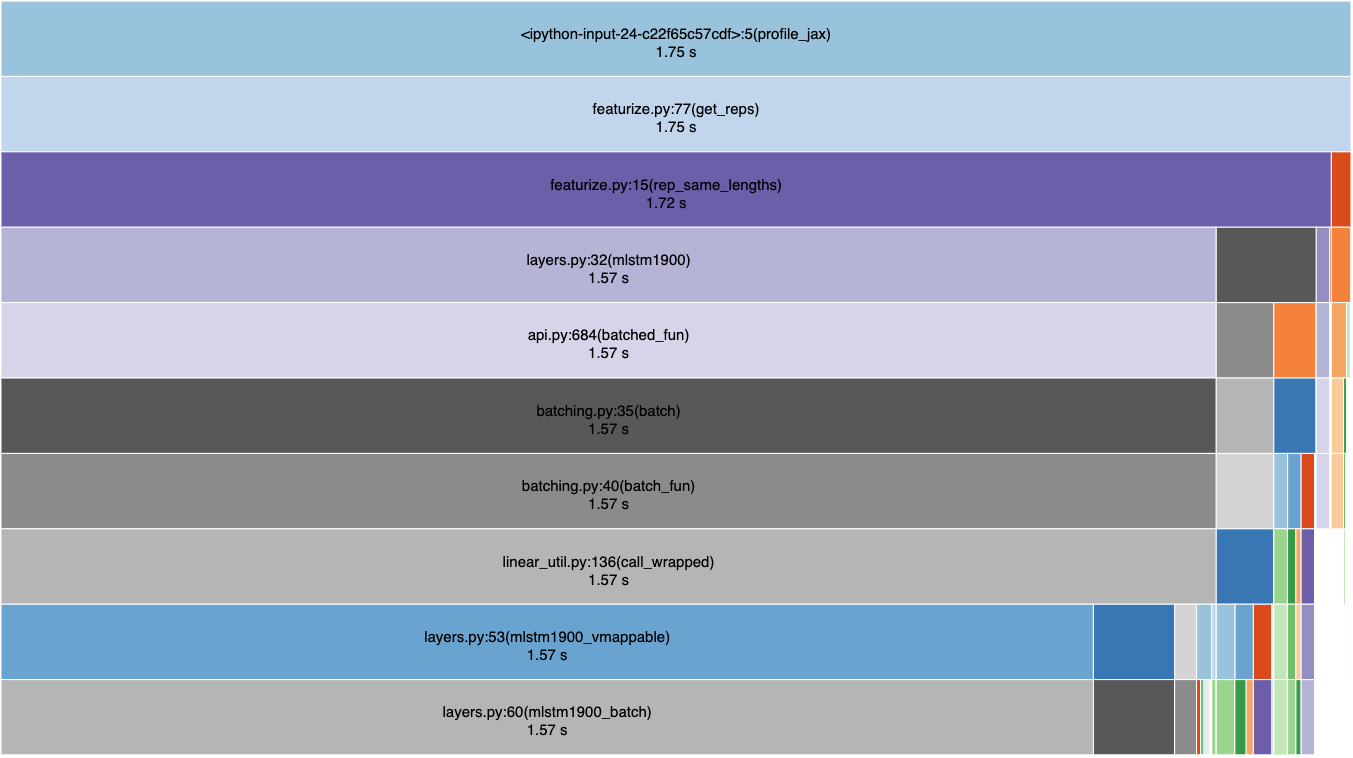 <ipython-input-24-c22f65c57cdf>:5(profile_jax)
1.75 s
featurize.py:77(get_reps)
1.75 s
featurize.py:15(rep_same_lengths)
1.72 s
layers.py:32(mlstm1900)
1.57 s
api.py:684(batched_fun)
1.57 s
batching.py:35(batch)
1.57 s
batching.py:40(batch_fun)
1.57 s
linear_util.py:136(call_wrapped)
1.57 s
layers.py:53(mlstm1900_vmappable)
1.57 s
layers.py:60(mlstm1900_batch)
1.57 s